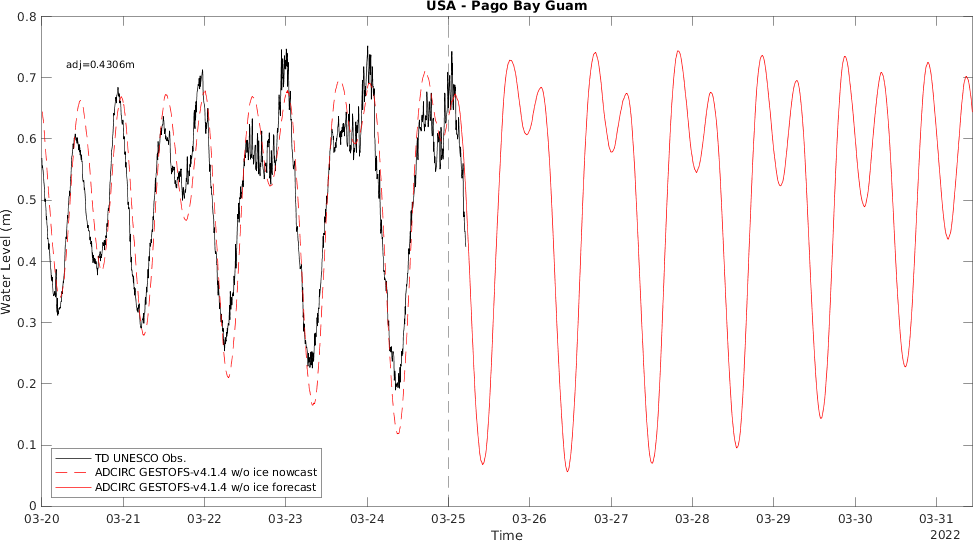 USA - Pago Bay Guam
adj=0.4306m
Water Level (m)
0.8
0.7
0.6
0.5
0.4
0.3
0.2
0.1
0
TD UNESCO Obs.
ADCIRC GESTOFS-v4.1.4 w/o ice nowcast
ADCIRC GESTOFS-v4.1.4 w/o ice forecast
03-20 03-21 03-22 03-23 03-24 03-25 03-26 03-27 03-28 03-29 03-30 03-31
Time
2022